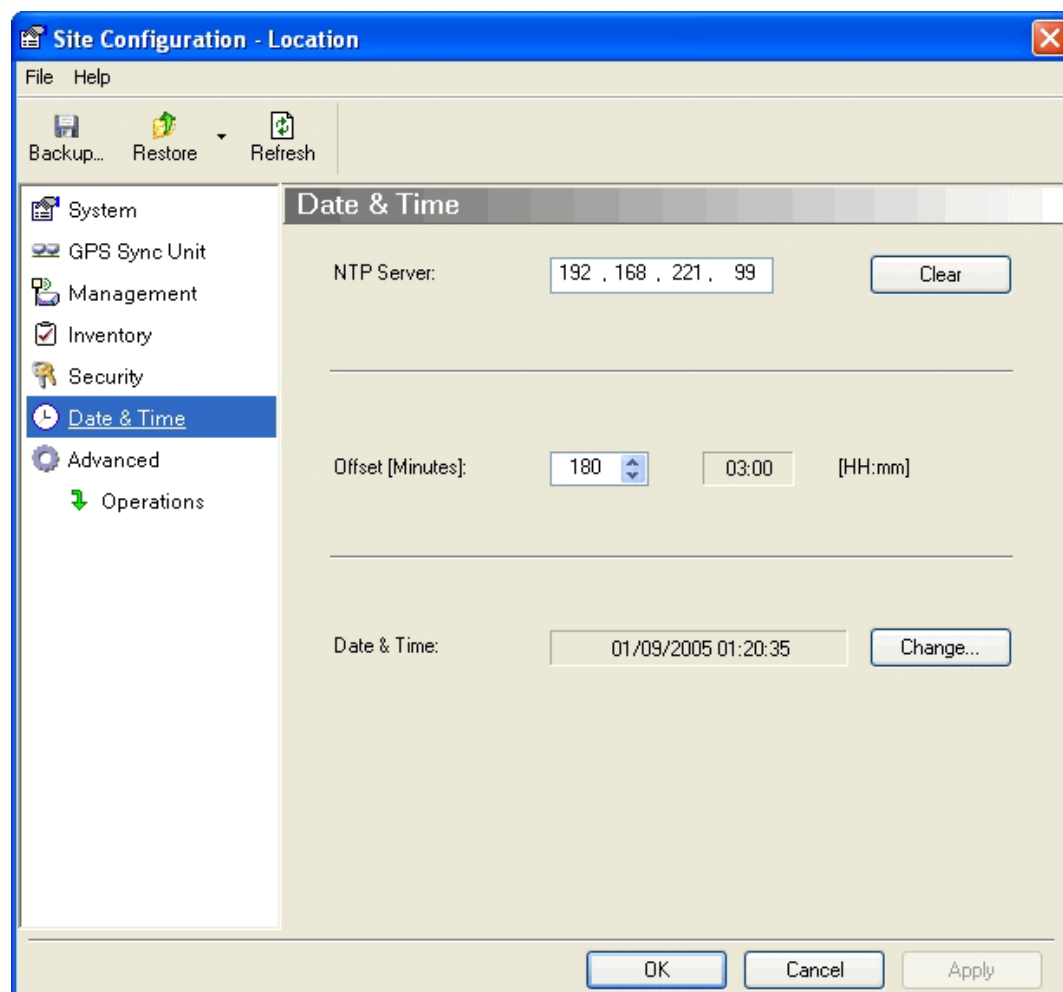 Site Configuration - Location
File Help
Backup... Restore Refresh
System
GPS Sync Unit
Management
Inventory
Security
Date & Time
Advanced
Operations
Date & Time
NTP Server: 192 . 168 . 221 . 99 Clear
Offset [Minutes]: 180 03:00 [HH:mm]
Date & Time: 01/09/2005 01:20:35 Change...
OK Cancel Apply